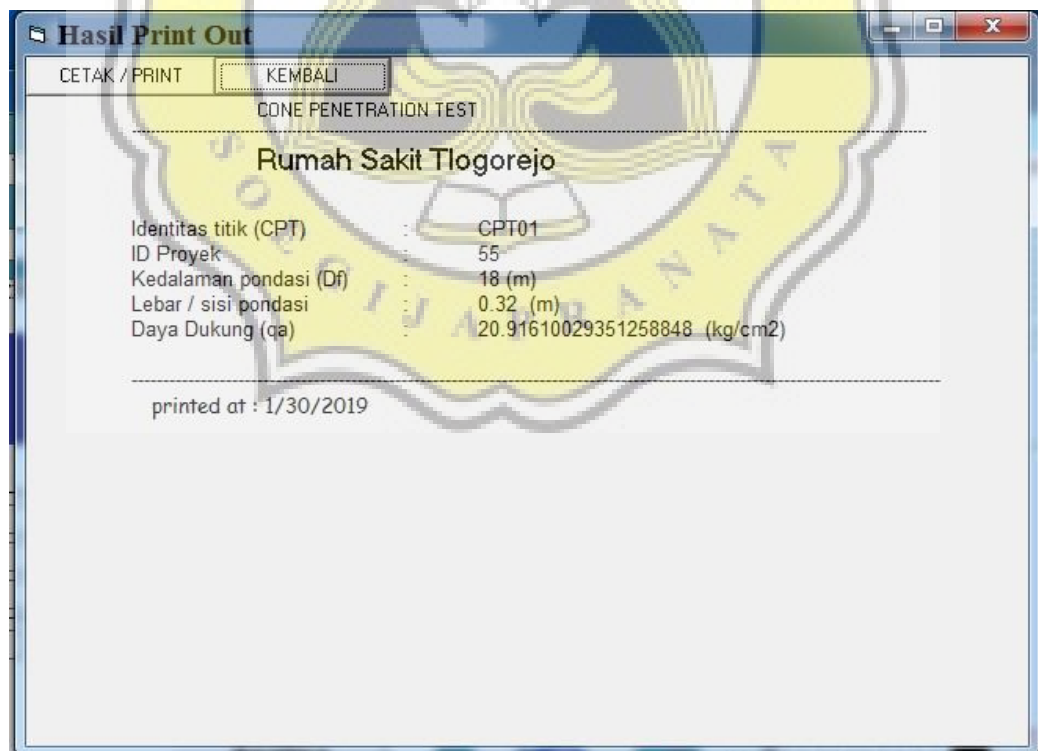 Hasil Print Out
CETAK / PRINT KEMBALI
CONE PENETRATION TEST
Rumah Sakit Tlogorejo
Identitas titik (CPT) : CPT01
ID Proyek : 55
Kedalaman pondasi (Df) : 18 (m)
Lebar / sisi pondasi : 0.32 (m)
Daya Dukung (qa) : 20.91610029351258848 (kg/cm2)
printed at : 1/30/2019
SOEGIJAPRANATA